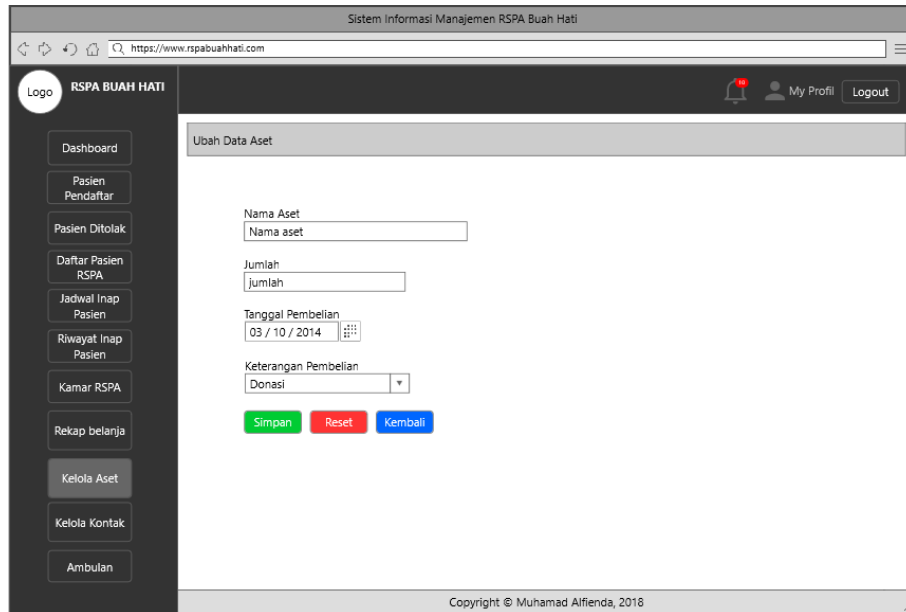 Sistem Informasi Manajemen RSPA Buah Hati
https://www.rspabuahhati.com
Logo
RSPA BUAH HATI
10
My Profil
Logout
Dashboard
Pasien
Pendaftar
Pasien Ditolak
Daftar Pasien
RSPA
Jadwal Inap
Pasien
Riwayat Inap
Pasien
Kamar RSPA
Rekap belanja
Kelola Aset
Kelola Kontak
Ambulan
Ubah Data Aset
Nama Aset
Nama aset
Jumlah
jumlah
Tanggal Pembelian
03 / 10 / 2014
Keterangan Pembelian
Donasi
Simpan
Reset
Kembali
Copyright © Muhamad Alfienda, 2018